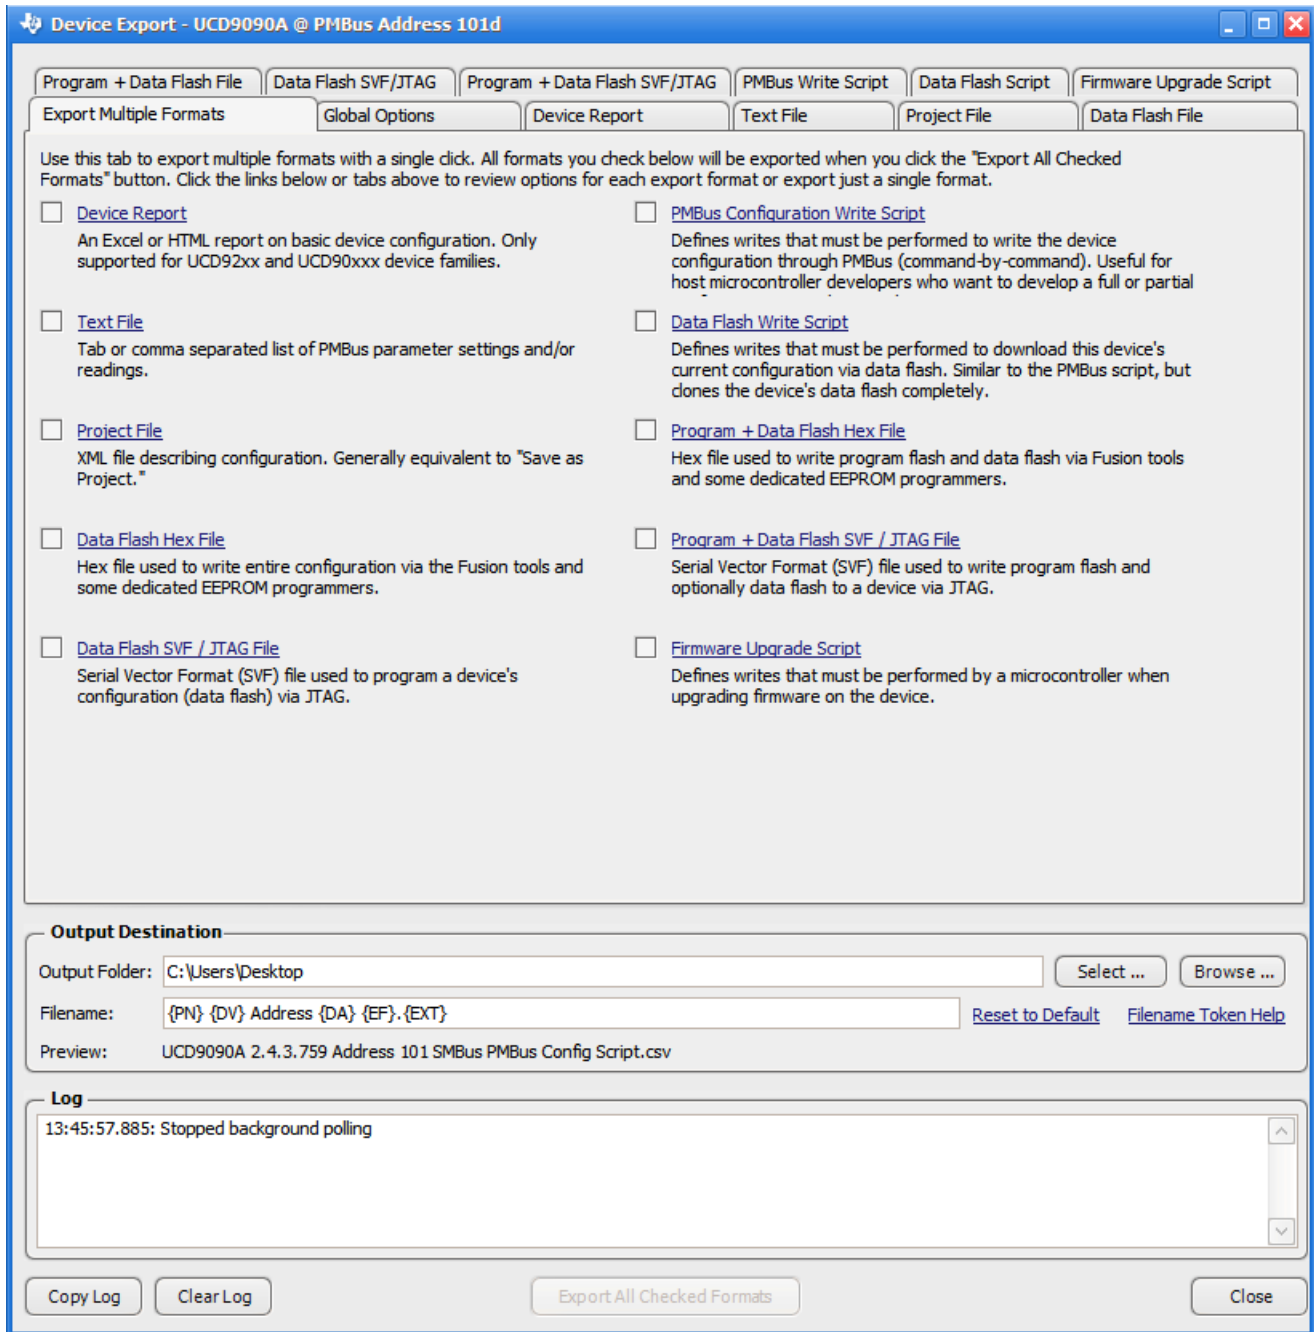 Device Export - UCD9090A @ PMBus Address 101d
Program + Data Flash File
Data Flash SVF/JTAG
Program + Data Flash SVF/JTAG
PMBus Write Script
Data Flash Script
Firmware Upgrade Script
Export Multiple Formats
Global Options
Device Report
Text File
Project File
Data Flash File
Use this tab to export multiple formats with a single click. All formats you check below will be exported when you click the "Export All Checked
Formats" button. Click the links below or tabs above to review options for each export format or export just a single format.
Device Report
An Excel or HTML report on basic device configuration. Only
supported for UCD92xx and UCD90xxx device families.
PMBus Configuration Write Script
Defines writes that must be performed to write the device
configuration through PMBus (command-by-command). Useful for
host microcontroller developers who want to develop a full or partial
Text File
Tab or comma separated list of PMBus parameter settings and/or
readings.
Data Flash Write Script
Defines writes that must be performed to download this device's
current configuration via data flash. Similar to the PMBus script, but
clones the device's data flash completely.
Project File
XML file describing configuration. Generally equivalent to "Save as
Project."
Program + Data Flash Hex File
Hex file used to write program flash and data flash via Fusion tools
and some dedicated EEPROM programmers.
Data Flash Hex File
Hex file used to write entire configuration via the Fusion tools and
some dedicated EEPROM programmers.
Program + Data Flash SVF / JTAG File
Serial Vector Format (SVF) file used to write program flash and
optionally data flash to a device via JTAG.
Data Flash SVF / JTAG File
Serial Vector Format (SVF) file used to program a device's
configuration (data flash) via JTAG.
Firmware Upgrade Script
Defines writes that must be performed by a microcontroller when
upgrading firmware on the device.
Output Destination
Output Folder: C:\Users\Desktop
Select ...
Browse ...
Filename: {PN} {DV} Address {DA} {EF}.{EXT}
Reset to Default
Filename Token Help
Preview: UCD9090A 2.4.3.759 Address 101 SMBus PMBus Config Script.csv
Log
13:45:57.885: Stopped background polling
Copy Log
Clear Log
Export All Checked Formats
Close